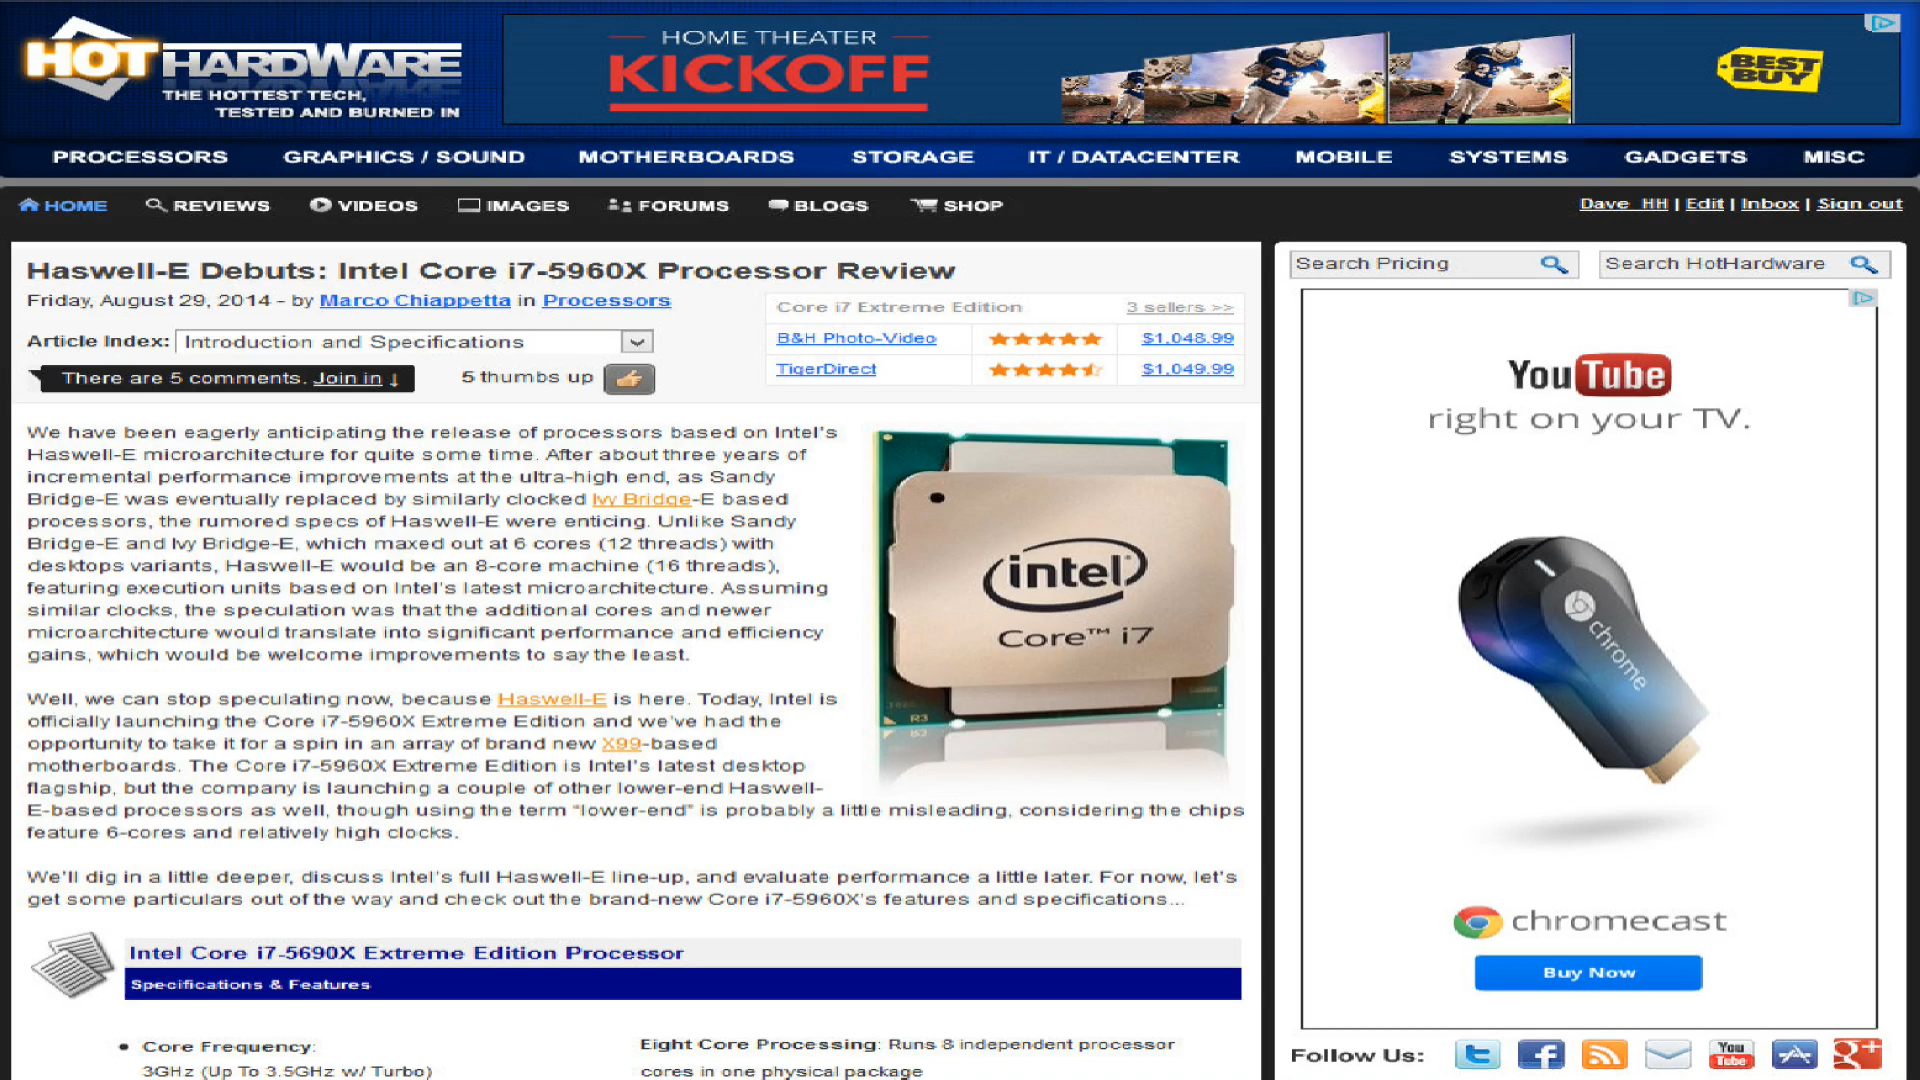 HOTHARDWARE
THE HOTTEST TECH,
TESTED AND BURNED IN
HOME THEATER
KICKOFF
BEST
BUY
PROCESSORS GRAPHICS / SOUND MOTHERBOARDS STORAGE IT / DATACENTER MOBILE SYSTEMS GADGETS MISC
HOME REVIEWS VIDEOS IMAGES FORUMS BLOGS SHOP
Dave_HH | Edit | Inbox | Sign out
Haswell-E Debuts: Intel Core i7-5960X Processor Review
Friday, August 29, 2014 - by Marco Chiappetta in Processors
Article Index: Introduction and Specifications
There are 5 comments. Join in ↓ 5 thumbs up
Core i7 Extreme Edition 3 sellers >>
B&H Photo-Video $1,048.99
TigerDirect $1,049.99
We have been eagerly anticipating the release of processors based on Intel's
Haswell-E microarchitecture for quite some time. After about three years of
incremental performance improvements at the ultra-high end, as Sandy
Bridge-E was eventually replaced by similarly clocked Ivy Bridge-E based
processors, the rumored specs of Haswell-E were enticing. Unlike Sandy
Bridge-E and Ivy Bridge-E, which maxed out at 6 cores (12 threads) with
desktops variants, Haswell-E would be an 8-core machine (16 threads),
featuring execution units based on Intel's latest microarchitecture. Assuming
similar clocks, the speculation was that the additional cores and newer
microarchitecture would translate into significant performance and efficiency
gains, which would be welcome improvements to say the least.
intel
Core™ i7
R3
Well, we can stop speculating now, because Haswell-E is here. Today, Intel is
officially launching the Core i7-5960X Extreme Edition and we've had the
opportunity to take it for a spin in an array of brand new X99-based
motherboards. The Core i7-5960X Extreme Edition is Intel's latest desktop
flagship, but the company is launching a couple of other lower-end Haswell-
E-based processors as well, though using the term “lower-end” is probably a little misleading, considering the chips
feature 6-cores and relatively high clocks.
We'll dig in a little deeper, discuss Intel's full Haswell-E line-up, and evaluate performance a little later. For now, let's
get some particulars out of the way and check out the brand-new Core i7-5960X's features and specifications...
Intel Core i7-5690X Extreme Edition Processor
Specifications & Features
• Core Frequency:
3GHz (Up To 3.5GHz w/ Turbo)
Eight Core Processing: Runs 8 independent processor
cores in one physical package
Search Pricing Search HotHardware
YouTube
right on your TV.
chrome
chromecast
Buy Now
Follow Us:
You
Tube
g+